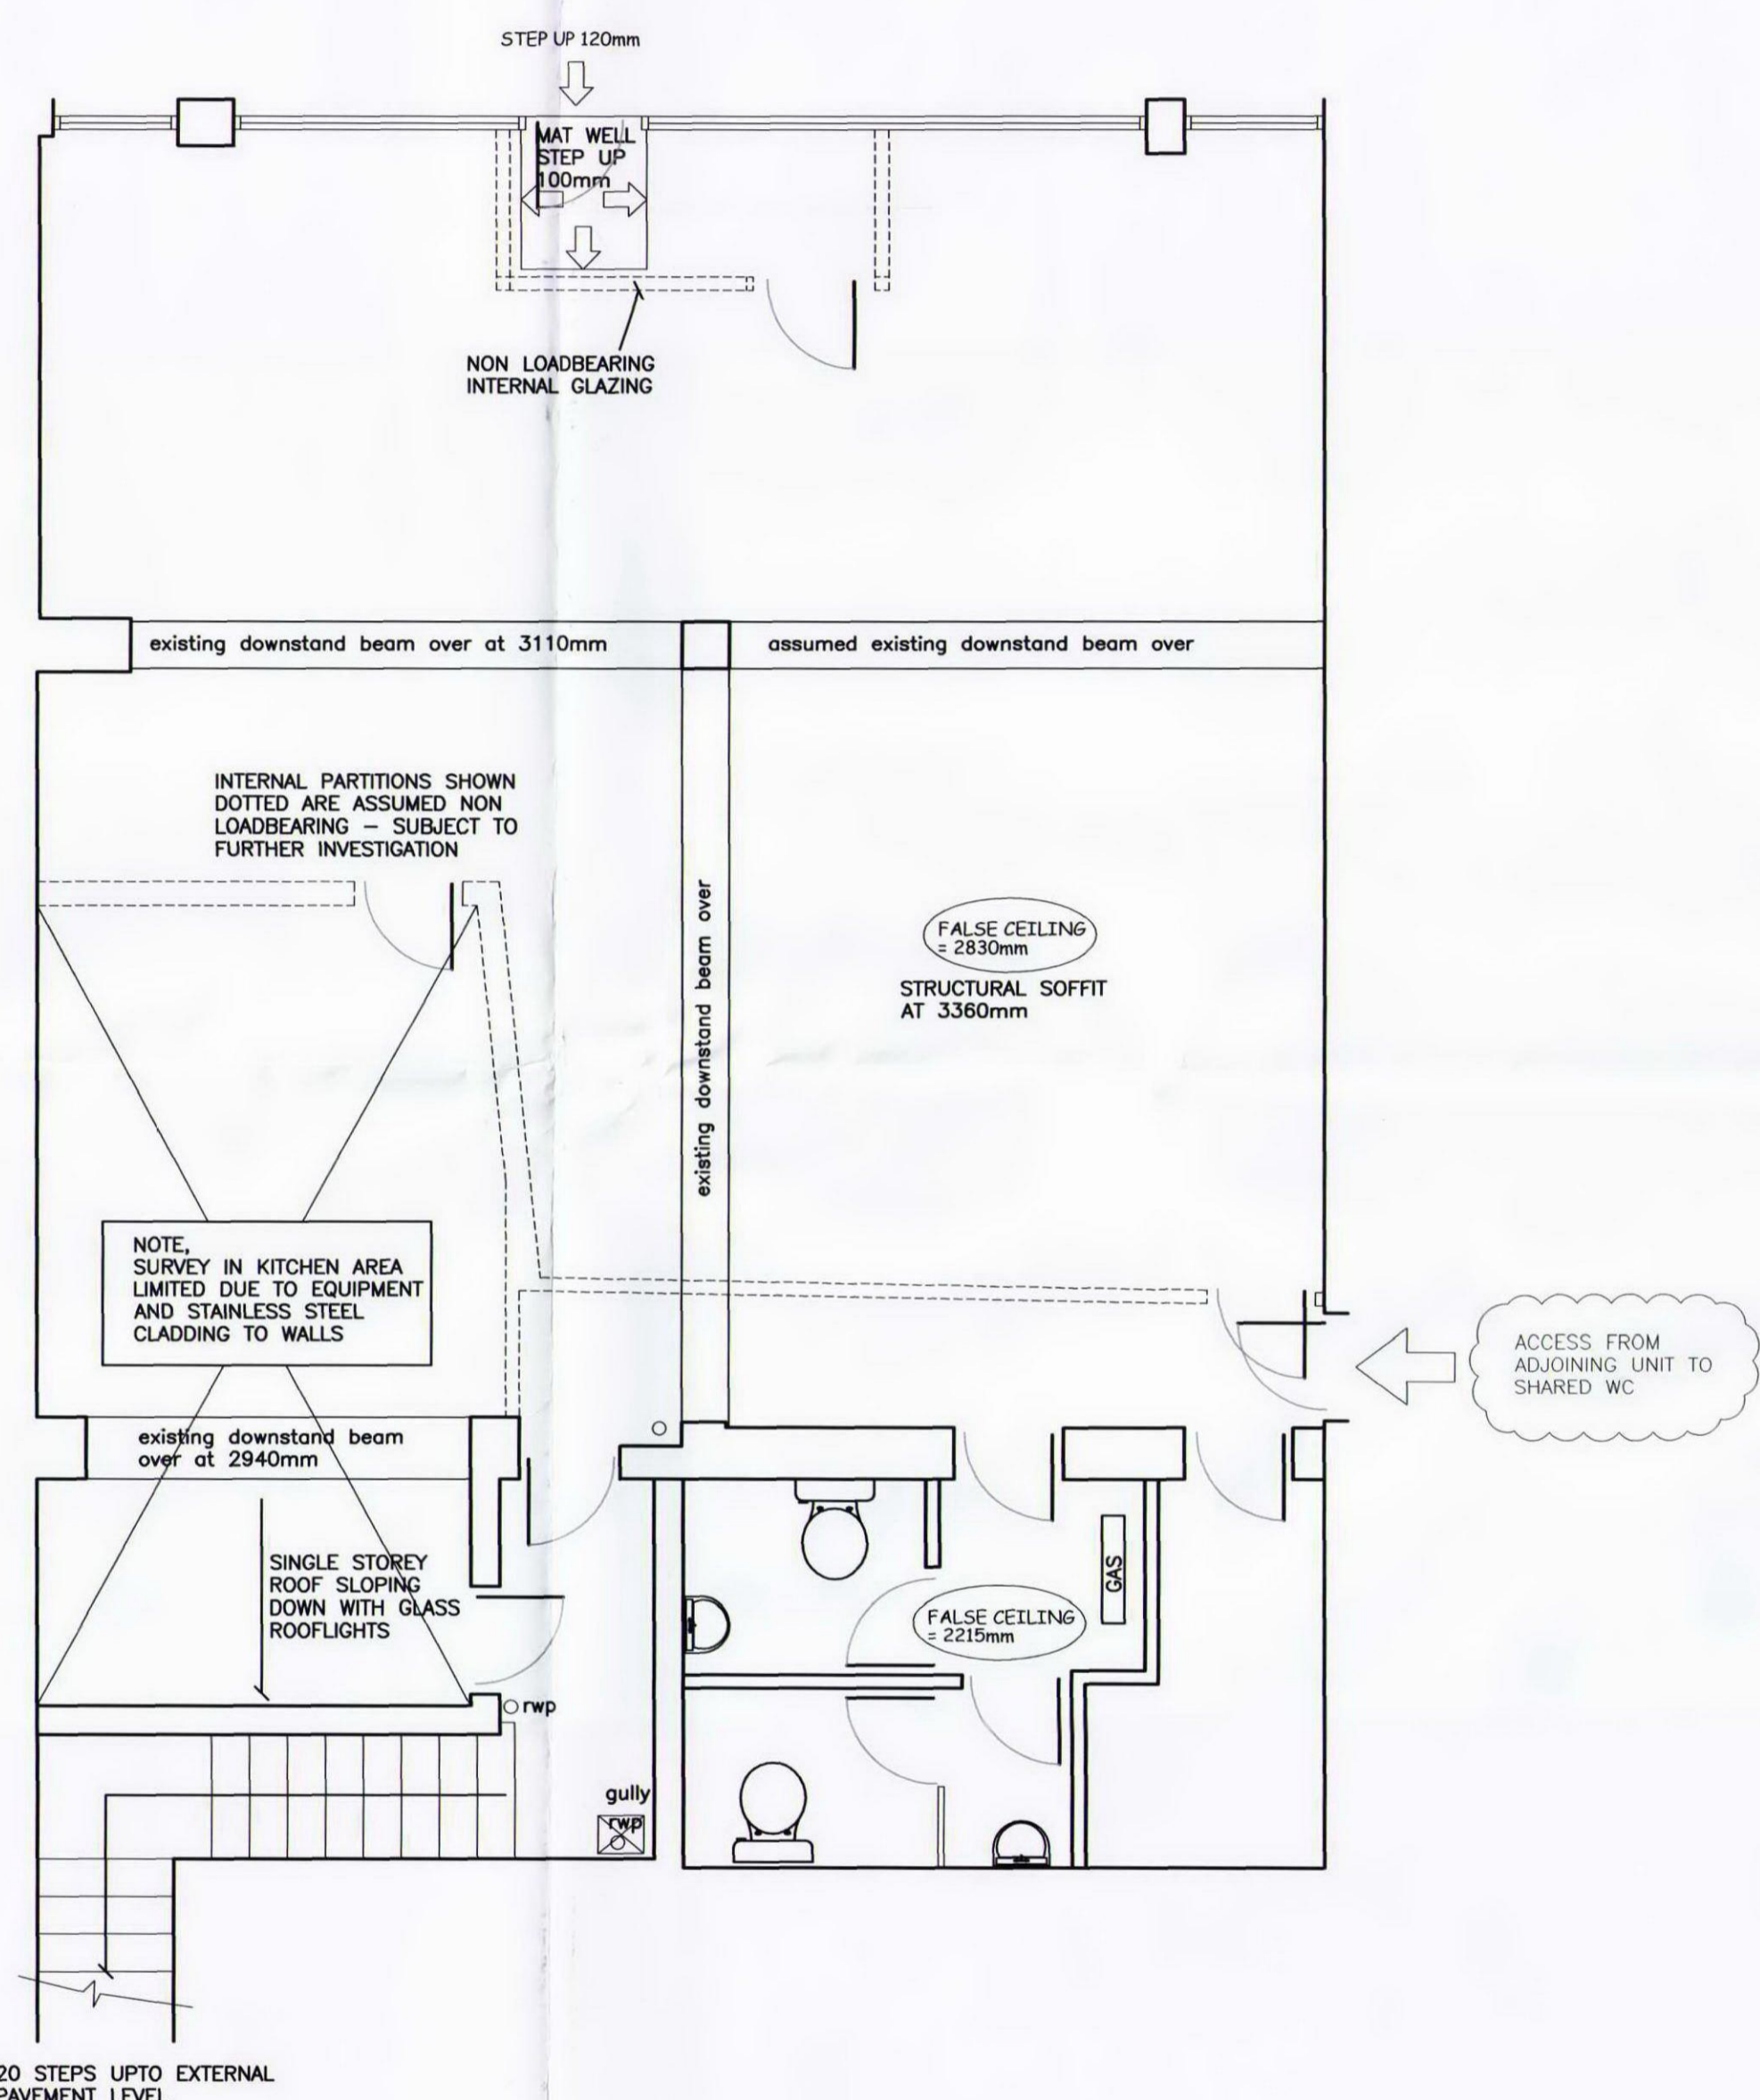 STEP UP 120mm
MAT WELL
STEP UP
100mm
NON LOADBEARING
INTERNAL GLAZING
existing downstand beam over at 3110mm
assumed existing downstand beam over
INTERNAL PARTITIONS SHOWN
DOTTED ARE ASSUMED NON
LOADBEARING – SUBJECT TO
FURTHER INVESTIGATION
existing downstand beam over
FALSE CEILING
= 2830mm
STRUCTURAL SOFFIT
AT 3360mm
NOTE,
SURVEY IN KITCHEN AREA
LIMITED DUE TO EQUIPMENT
AND STAINLESS STEEL
CLADDING TO WALLS
ACCESS FROM
ADJOINING UNIT TO
SHARED WC
existing downstand beam
over at 2940mm
SINGLE STOREY
ROOF SLOPING
DOWN WITH GLASS
ROOFLIGHTS
GAS
FALSE CEILING
= 2215mm
rwp
gully
rwp
20 STEPS UPTO EXTERNAL
PAVEMENT LEVEL